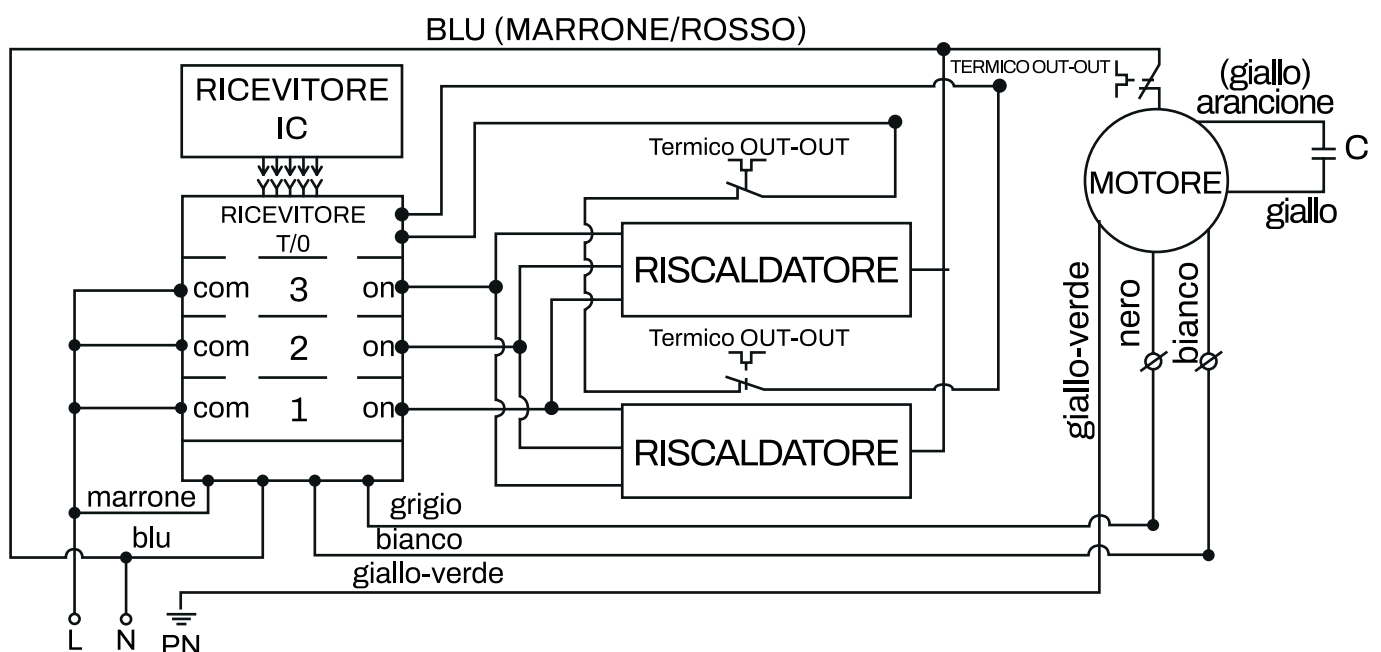 BLU (MARRONE/ROSSO)
RICEVITORE
IC
TERMICO OUT-OUT
(giallo)
arancione
C
MOTORE
giallo
Termico OUT-OUT
RICEVITORE
T/0
RISCALDATORE
com 3 on
com 2 on
com 1 on
Termico OUT-OUT
RISCALDATORE
giallo-verde
nero
bianco
marrone
grigio
blu
bianco
giallo-verde
L
N
PN